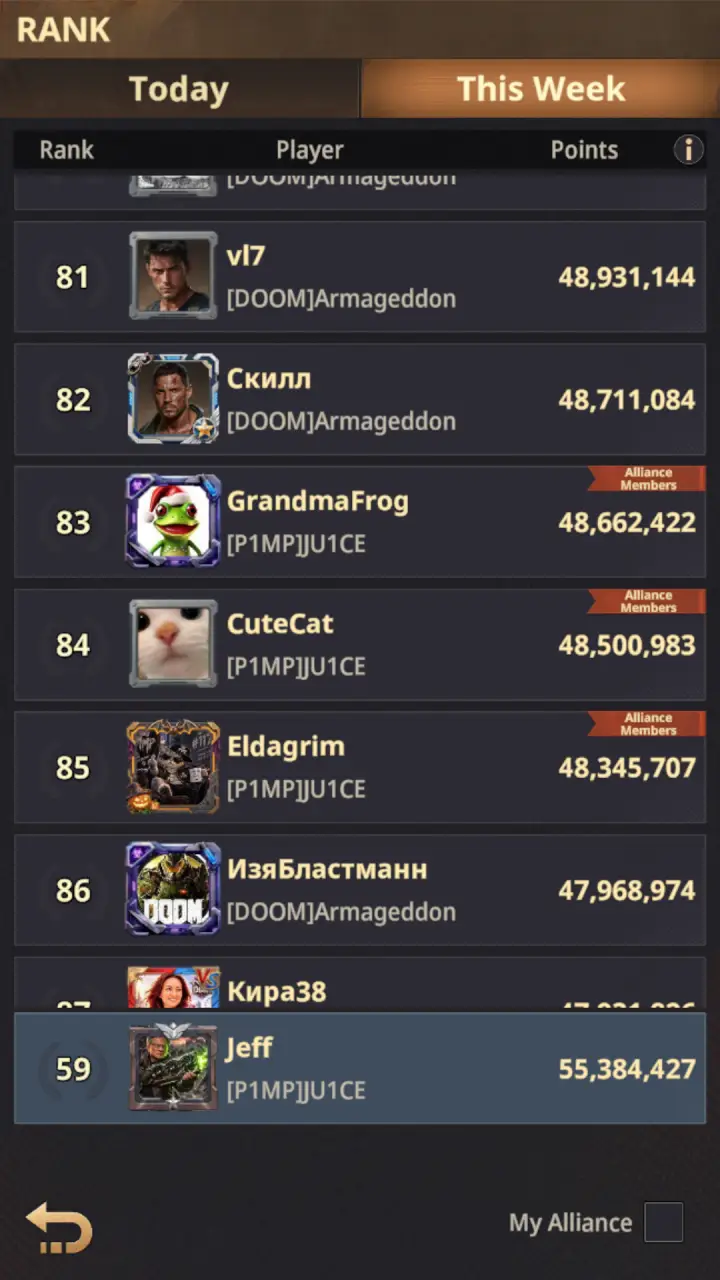 RANK
Today
This Week
Rank Player Points
[DOOM]Armageddon
81 vl7 48,931,144
[DOOM]Armageddon
82 Скилл 48,711,084
[DOOM]Armageddon
Alliance
Members
83 GrandmaFrog 48,662,422
[P1MP]JU1CE
Alliance
Members
84 CuteCat 48,500,983
[P1MP]JU1CE
Alliance
Members
85 Eldagrim 48,345,707
[P1MP]JU1CE
86 ИзяБластманн 47,968,974
DOOM
[DOOM]Armageddon
87 Кира38
59 Jeff 55,384,427
[P1MP]JU1CE
My Alliance